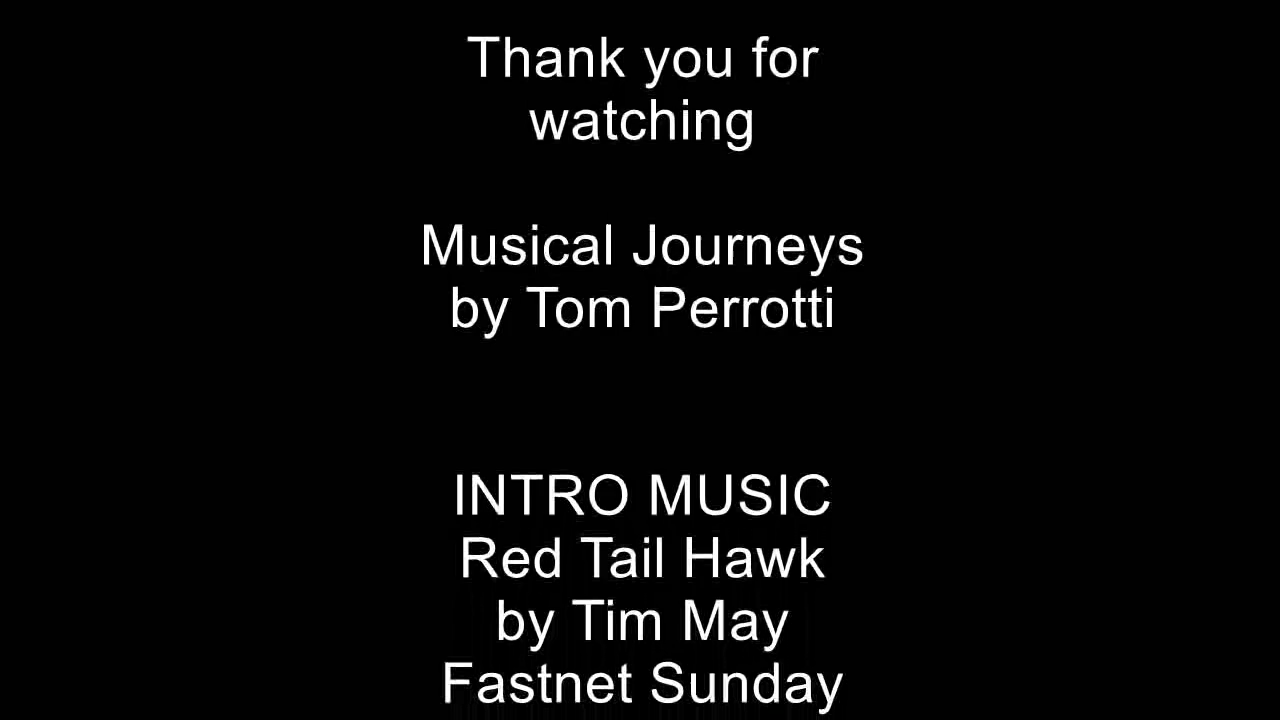 Thank you for
watching
Musical Journeys
by Tom Perrotti
INTRO MUSIC
Red Tail Hawk
by Tim May
Fastnet Sunday